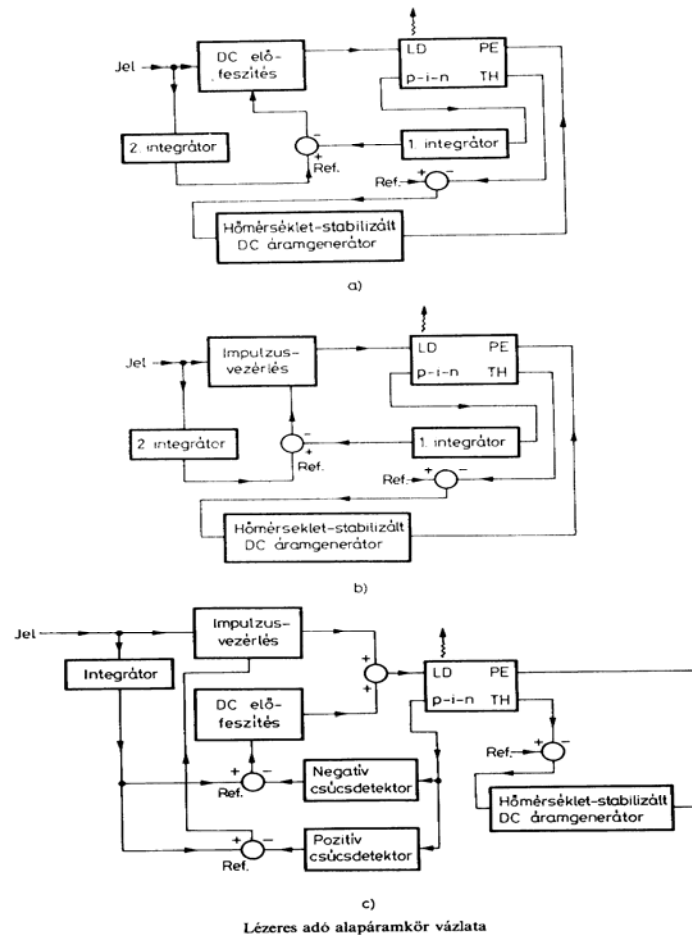 Jel
DC elő-
feszítés
LD
PE
p-i-n
TH
2. integrátor
1. integrátor
−
+
Ref.
Ref.
+
−
Hőmérséklet-stabilizált
DC áramgenerátor
a)
Jel
Impulzus-
vezérlés
LD
PE
p-i-n
TH
2. integrátor
1. integrátor
−
+
Ref.
Ref.
+
−
Hőmérséklet-stabilizált
DC áramgenerátor
b)
Jel
Impulzus-
vezérlés
Integrátor
+
+
LD
PE
p-i-n
TH
DC elő-
feszítés
Ref.
+
−
+
−
Ref.
Negatív
csúcsdetektor
Hőmérséklet-stabilizált
DC áramgenerátor
+
−
Ref.
Pozitív
csúcsdetektor
c)
Lézeres adó alapáramkör vázlata